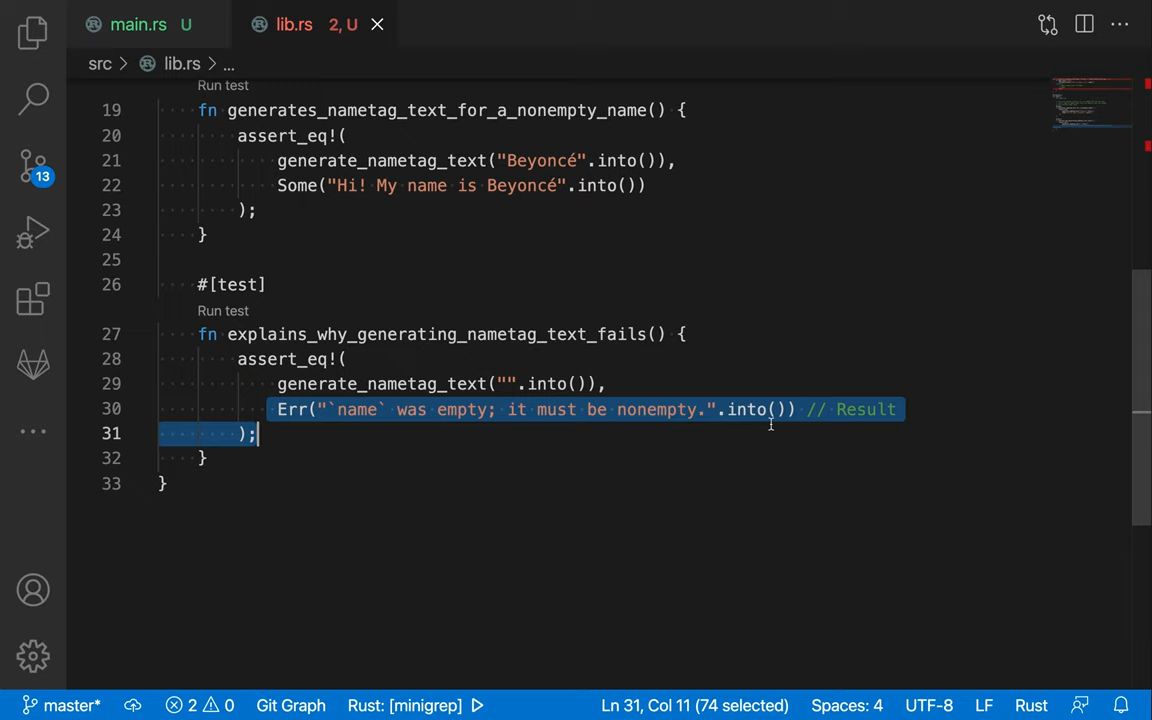 main.rs U lib.rs 2, U
src > lib.rs > ...
Run test
19 fn generates_nametag_text_for_a_nonempty_name() {
20 assert_eq!(
21 generate_nametag_text("Beyoncé".into()),
22 Some("Hi! My name is Beyoncé".into())
23 );
24 }
25
26 #[test]
Run test
27 fn explains_why_generating_nametag_text_fails() {
28 assert_eq!(
29 generate_nametag_text("".into()),
30 Err("`name` was empty; it must be nonempty.".into()) // Result
31 );
32 }
33 }
13
master* 2 0 Git Graph Rust: [minigrep] Ln 31, Col 11 (74 selected) Spaces: 4 UTF-8 LF Rust